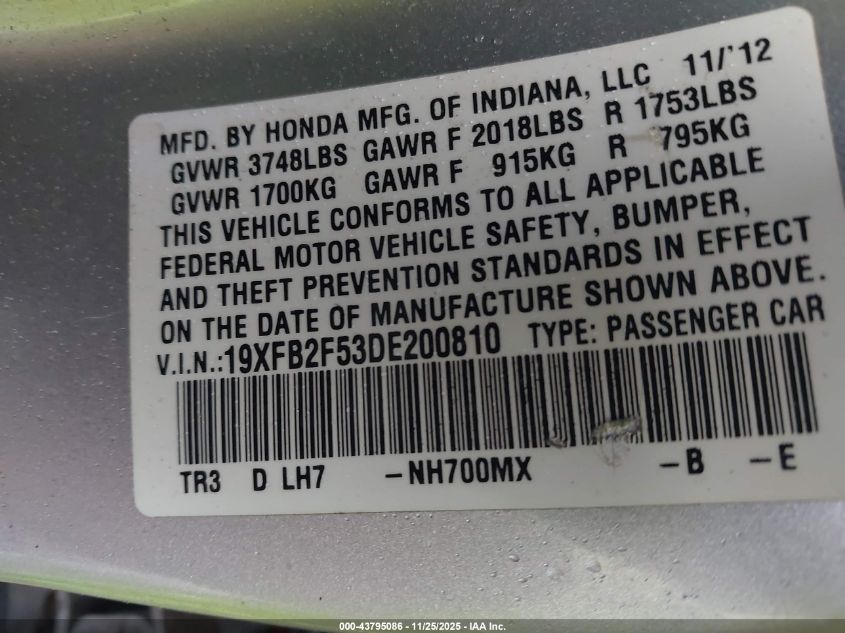 MFD. BY HONDA MFG. OF INDIANA, LLC 11/'12
GVWR 3748LBS GAWR F 2018LBS R 1753LBS
GVWR 1700KG GAWR F 915KG R 795KG
THIS VEHICLE CONFORMS TO ALL APPLICABLE
FEDERAL MOTOR VEHICLE SAFETY, BUMPER,
AND THEFT PREVENTION STANDARDS IN EFFECT
ON THE DATE OF MANUFACTURE SHOWN ABOVE.
V.I.N.:19XFB2F53DE200810 TYPE: PASSENGER CAR
TR3 D LH7 -NH700MX -B -E
000-43795086 - 11/25/2025 - IAA Inc.